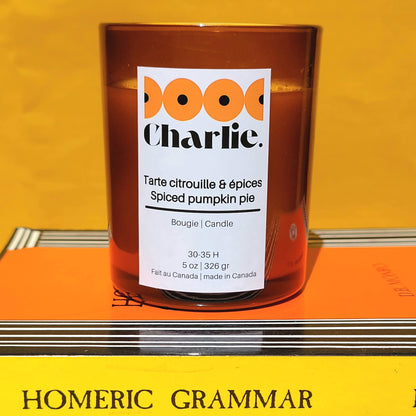 Charlie.
Tarte citrouille & épices
Spiced pumpkin pie
Bougie | Candle
30-35 H
5 oz | 326 gr
Fait au Canada | made in Canada
HOMERIC GRAMMAR